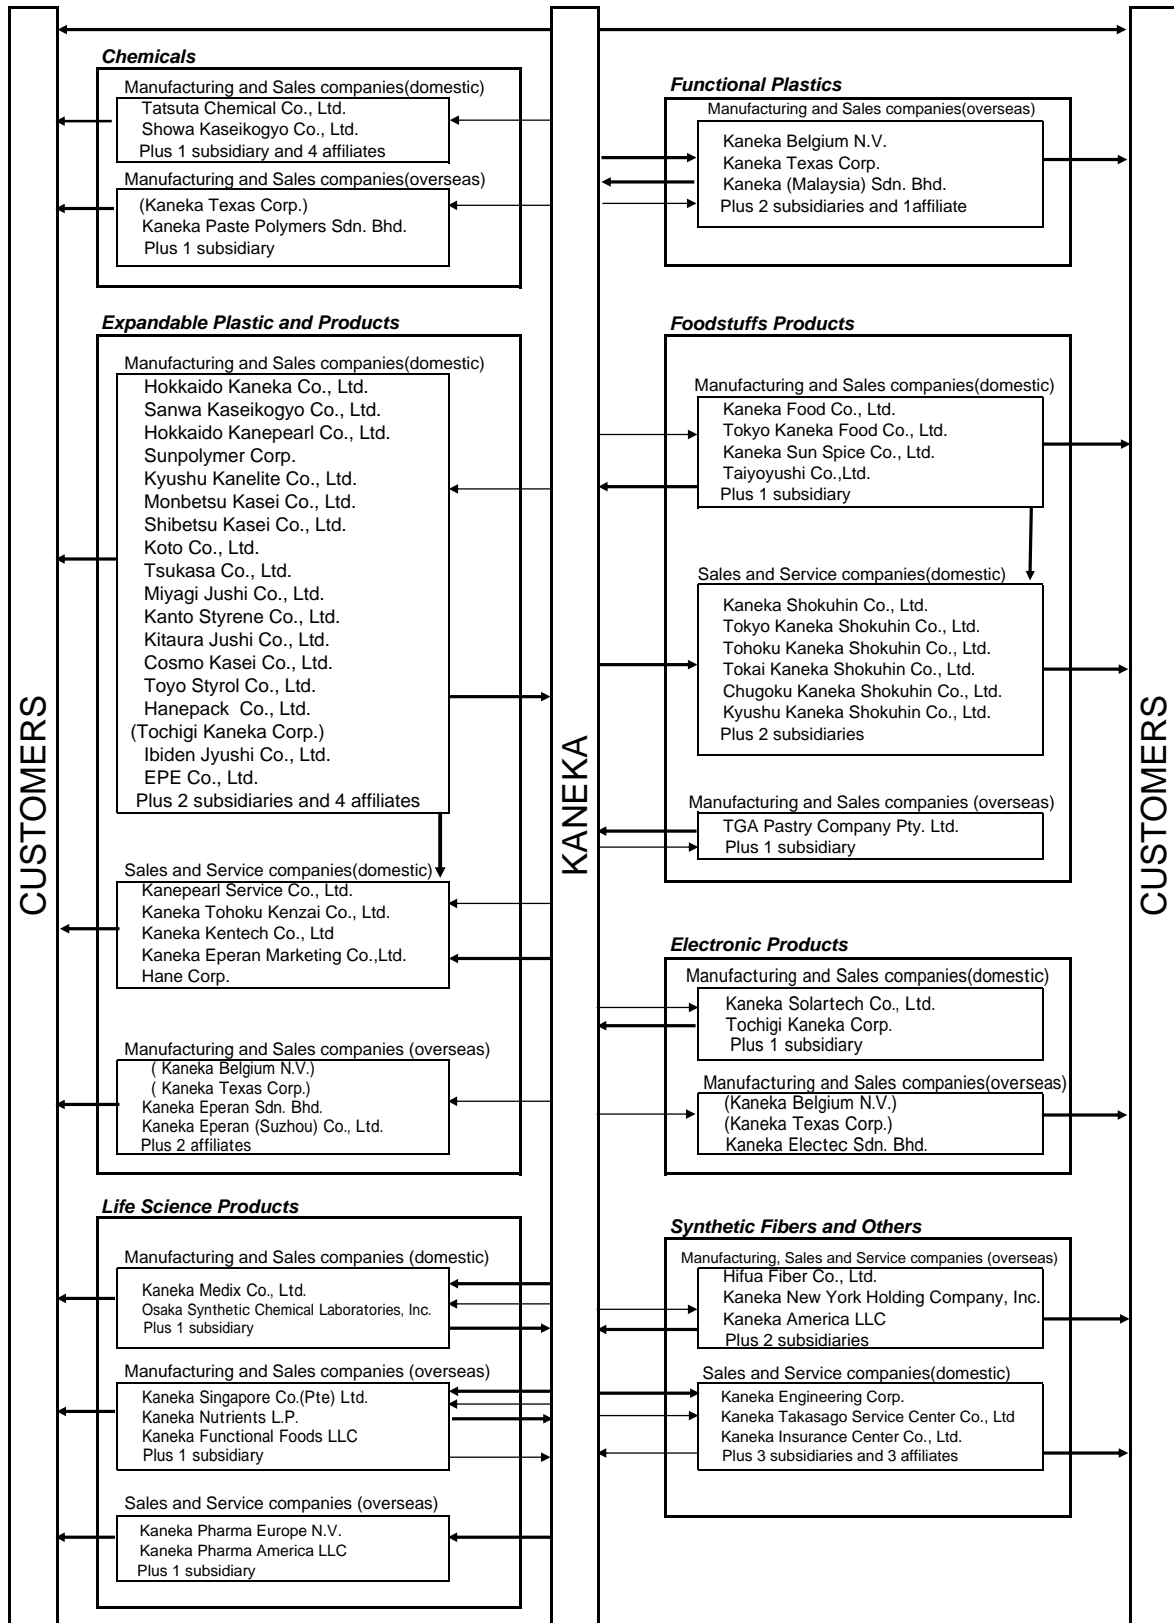 CUSTOMERS
Chemicals
Manufacturing and Sales companies(domestic)
Tatsuta Chemical Co., Ltd.
Showa Kaseikogyo Co., Ltd.
Plus 1 subsidiary and 4 affiliates
Manufacturing and Sales companies(overseas)
(Kaneka Texas Corp.)
Kaneka Paste Polymers Sdn. Bhd.
Plus 1 subsidiary
Expandable Plastic and Products
Manufacturing and Sales companies(domestic)
Hokkaido Kaneka Co., Ltd.
Sanwa Kaseikogyo Co., Ltd.
Hokkaido Kanepearl Co., Ltd.
Sunpolymer Corp.
Kyushu Kanelite Co., Ltd.
Monbetsu Kasei Co., Ltd.
Shibetsu Kasei Co., Ltd.
Koto Co., Ltd.
Tsukasa Co., Ltd.
Miyagi Jushi Co., Ltd.
Kanto Styrene Co., Ltd.
Kitaura Jushi Co., Ltd.
Cosmo Kasei Co., Ltd.
Toyo Styrol Co., Ltd.
Hanepack Co., Ltd.
(Tochigi Kaneka Corp.)
Ibiden Jyushi Co., Ltd.
EPE Co., Ltd.
Plus 2 subsidiaries and 4 affiliates
Sales and Service companies(domestic)
Kanepearl Service Co., Ltd.
Kaneka Tohoku Kenzai Co., Ltd.
Kaneka Kentech Co., Ltd
Kaneka Eperan Marketing Co.,Ltd.
Hane Corp.
Manufacturing and Sales companies (overseas)
( Kaneka Belgium N.V.)
( Kaneka Texas Corp.)
Kaneka Eperan Sdn. Bhd.
Kaneka Eperan (Suzhou) Co., Ltd.
Plus 2 affiliates
Life Science Products
Manufacturing and Sales companies (domestic)
Kaneka Medix Co., Ltd.
Osaka Synthetic Chemical Laboratories, Inc.
Plus 1 subsidiary
Manufacturing and Sales companies (overseas)
Kaneka Singapore Co.(Pte) Ltd.
Kaneka Nutrients L.P.
Kaneka Functional Foods LLC
Plus 1 subsidiary
Sales and Service companies (overseas)
Kaneka Pharma Europe N.V.
Kaneka Pharma America LLC
Plus 1 subsidiary
KANEKA
Functional Plastics
Manufacturing and Sales companies(overseas)
Kaneka Belgium N.V.
Kaneka Texas Corp.
Kaneka (Malaysia) Sdn. Bhd.
Plus 2 subsidiaries and 1affiliate
Foodstuffs Products
Manufacturing and Sales companies(domestic)
Kaneka Food Co., Ltd.
Tokyo Kaneka Food Co., Ltd.
Kaneka Sun Spice Co., Ltd.
Taiyoyushi Co.,Ltd.
Plus 1 subsidiary
Sales and Service companies(domestic)
Kaneka Shokuhin Co., Ltd.
Tokyo Kaneka Shokuhin Co., Ltd.
Tohoku Kaneka Shokuhin Co., Ltd.
Tokai Kaneka Shokuhin Co., Ltd.
Chugoku Kaneka Shokuhin Co., Ltd.
Kyushu Kaneka Shokuhin Co., Ltd.
Plus 2 subsidiaries
Manufacturing and Sales companies (overseas)
TGA Pastry Company Pty. Ltd.
Plus 1 subsidiary
Electronic Products
Manufacturing and Sales companies(domestic)
Kaneka Solartech Co., Ltd.
Tochigi Kaneka Corp.
Plus 1 subsidiary
Manufacturing and Sales companies(overseas)
(Kaneka Belgium N.V.)
(Kaneka Texas Corp.)
Kaneka Electec Sdn. Bhd.
Synthetic Fibers and Others
Manufacturing, Sales and Service companies (overseas)
Hifua Fiber Co., Ltd.
Kaneka New York Holding Company, Inc.
Kaneka America LLC
Plus 2 subsidiaries
Sales and Service companies(domestic)
Kaneka Engineering Corp.
Kaneka Takasago Service Center Co., Ltd
Kaneka Insurance Center Co., Ltd.
Plus 3 subsidiaries and 3 affiliates
CUSTOMERS